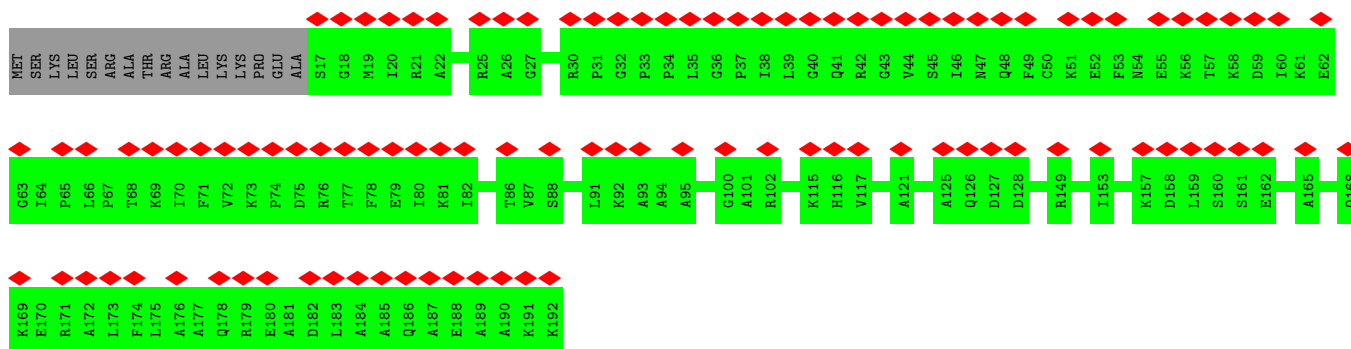 MET SER LYS LEU SER ARG ALA THR ARG ALA LEU LYS LYS PRO GLU ALA S17 G18 M19 I20 R21 A22 R25 A26 G27 R30 P31 G32 P33 P34 L35 G36 P37 I38 L39 G40 Q41 R42 G43 V44 S45 I46 N47 Q48 F49 C50 K51 E52 F53 N54 E55 K56 T57 K58 D59 I60 K61 E62
G63 I64 P65 L66 P67 T68 K69 I70 F71 V72 K73 P74 D75 R76 T77 F78 E79 I80 K81 I82 T86 V87 S88 L91 K92 A93 A94 A95 G100 A101 R102 K115 H116 V117 A121 A125 Q126 D127 D128 R149 I153 K157 D158 L159 S160 S161 E162 A165
K169 E170 R171 A172 L173 F174 L175 A176 A177 Q178 R179 E180 A181 D182 L183 A184 A185 Q186 A187 E188 A189 A190 K191 K192